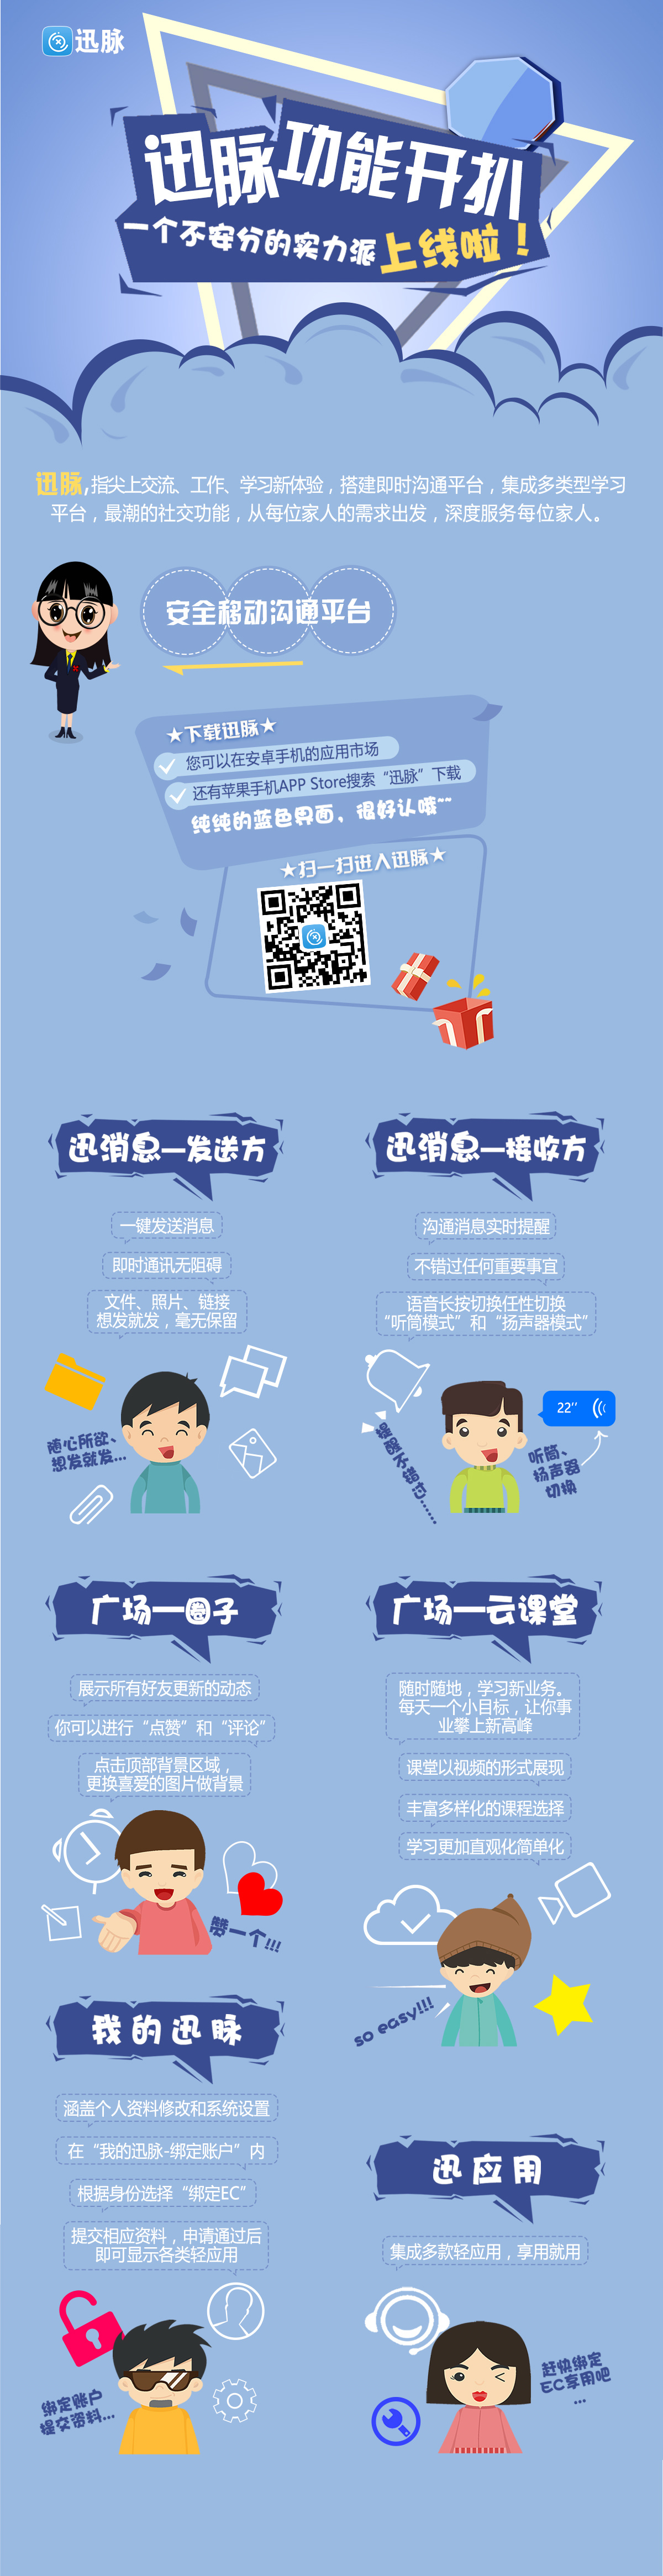 迅脉
迅脉功能开扒
一个不安分的实力派上线啦！
迅脉,指尖上交流、工作、学习新体验，搭建即时沟通平台，集成多类型学习
平台，最潮的社交功能，从每位家人的需求出发，深度服务每位家人。
安全移动沟通平台
★下载迅脉★
您可以在安卓手机的应用市场
还有苹果手机APP Store搜索“迅脉”下载
纯纯的蓝色界面，很好认哦~~
★扫一扫进入迅脉★
迅消息—发送方
一键发送消息
即时通讯无阻碍
文件、照片、链接
想发就发，毫无保留
随心所欲、
想发就发...
迅消息—接收方
沟通消息实时提醒
不错过任何重要事宜
语音长按切换任性切换
“听筒模式”和“扬声器模式”
提醒不错过......
22’’
听筒、
扬声器
切换
广场—圈子
展示所有好友更新的动态
你可以进行“点赞”和“评论”
点击顶部背景区域，
更换喜爱的图片做背景
赞一个!!!
广场—云课堂
随时随地，学习新业务。
每天一个小目标，让你事
业攀上新高峰
课堂以视频的形式展现
丰富多样化的课程选择
学习更加直观化简单化
so easy!!!
我的迅脉
涵盖个人资料修改和系统设置
在“我的迅脉-绑定账户”内
根据身份选择“绑定EC”
提交相应资料，申请通过后
即可显示各类轻应用
绑定账户
提交资料...
迅应用
集成多款轻应用，享用就用
赶快绑定
EC享用吧
...